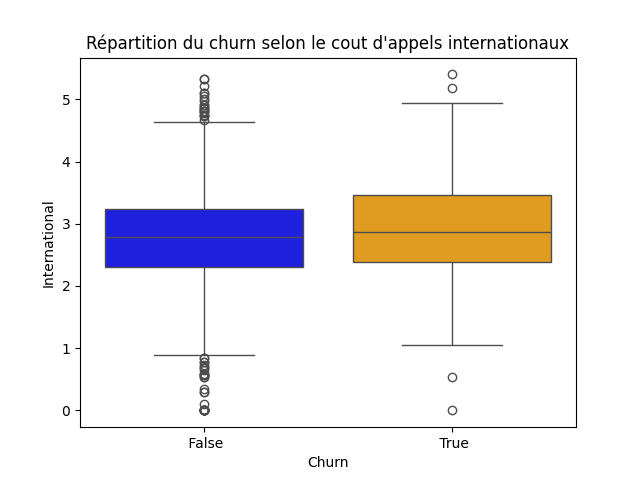 Répartition du churn selon le cout d'appels internationaux
International
5
4
3
2
1
0
False
True
Churn